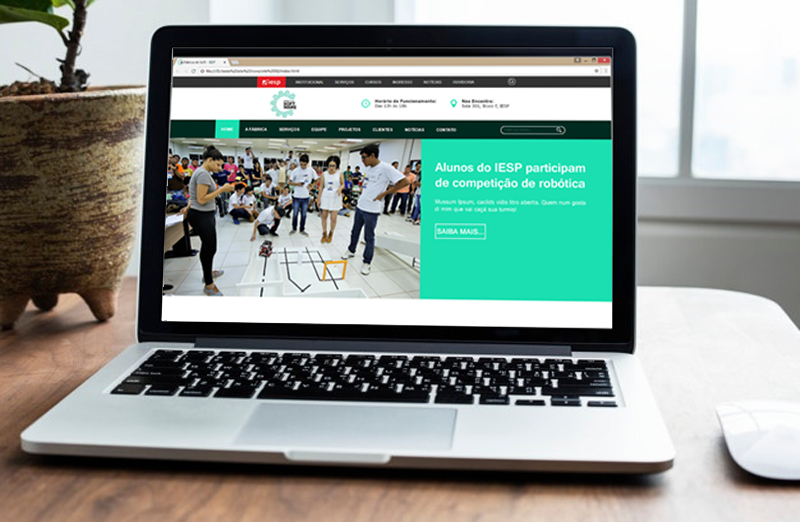 iesp INSTITUCIONAL SERVIÇOS CURSOS INGRESSO NOTÍCIAS OUVIDORIA
Horário de Funcionamento:
Nos Encontre:
HOME A FÁBRICA SERVIÇOS EQUIPE PROJETOS CLIENTES NOTÍCIAS CONTATO
Alunos do IESP participam
de competição de robótica
Mussum Ipsum, cacilds vidis litro abertis. Quem num gosta
di mim que vai caçá sua turmis!
SAIBA MAIS...